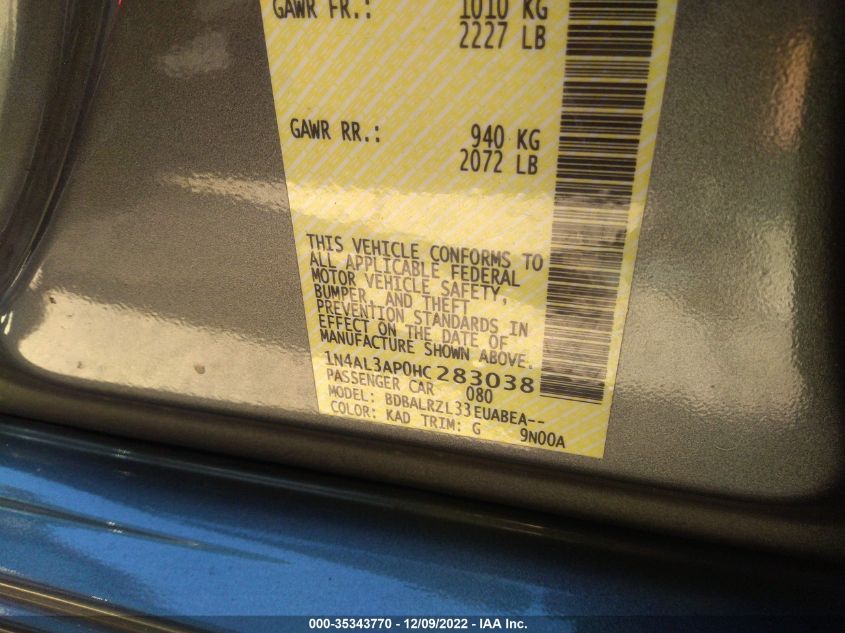 GAWR FR.: 1010 KG
2227 LB
GAWR RR.: 940 KG
2072 LB
THIS VEHICLE CONFORMS TO
ALL APPLICABLE FEDERAL
MOTOR VEHICLE SAFETY,
BUMPER, AND THEFT
PREVENTION STANDARDS IN
EFFECT ON THE DATE OF
MANUFACTURE SHOWN ABOVE.
1N4AL3AP0HC283038
PASSENGER CAR 080
MODEL: BDBALRZL33EUABEA--
COLOR: KAD TRIM: G 9N00A
000-35343770 - 12/09/2022 - IAA Inc.